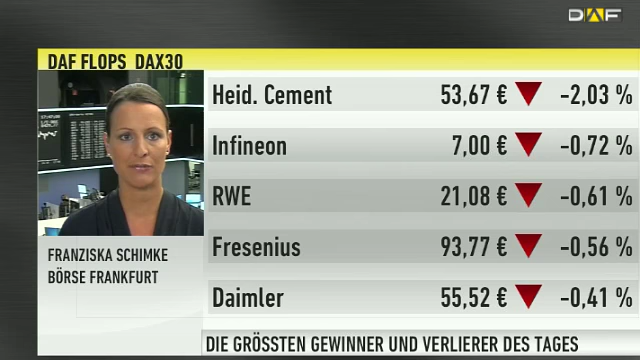 DAF
DAF FLOPS DAX30
Heid. Cement 53,67 € -2,03 %
Infineon 7,00 € -0,72 %
RWE 21,08 € -0,61 %
Fresenius 93,77 € -0,56 %
Daimler 55,52 € -0,41 %
FRANZISKA SCHIMKE
BÖRSE FRANKFURT
DIE GRÖSSTEN GEWINNER UND VERLIERER DES TAGES